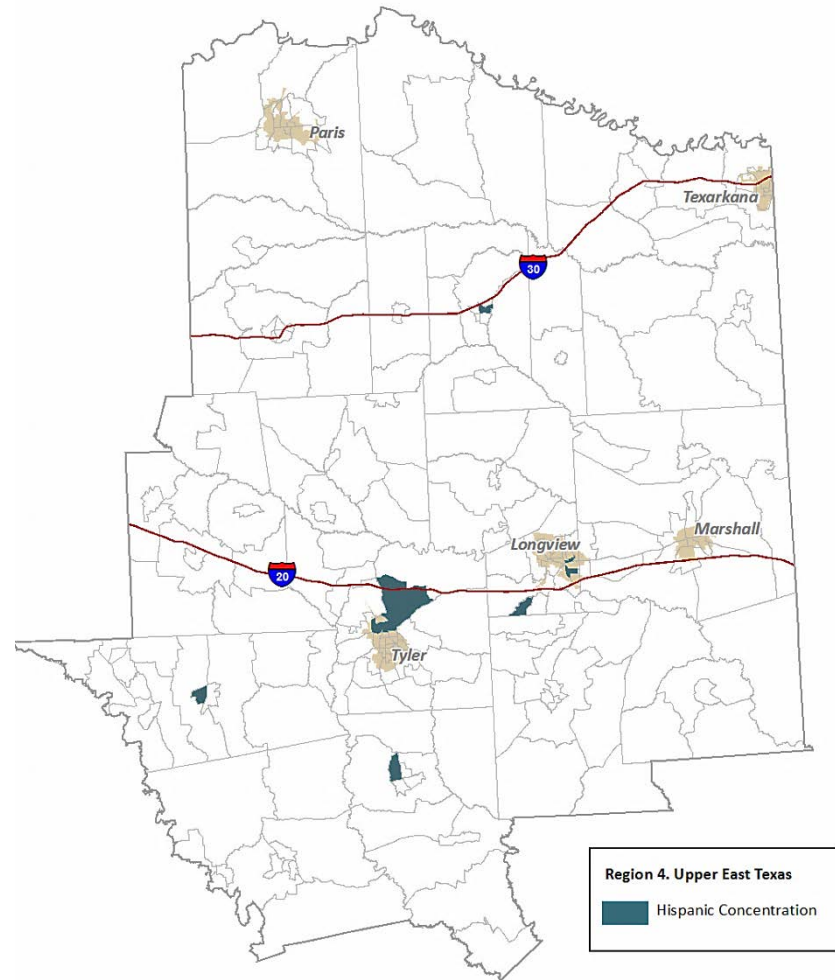 Paris
Texarkana
30
Marshall
Longview
20
Tyler
Region 4. Upper East Texas
Hispanic Concentration